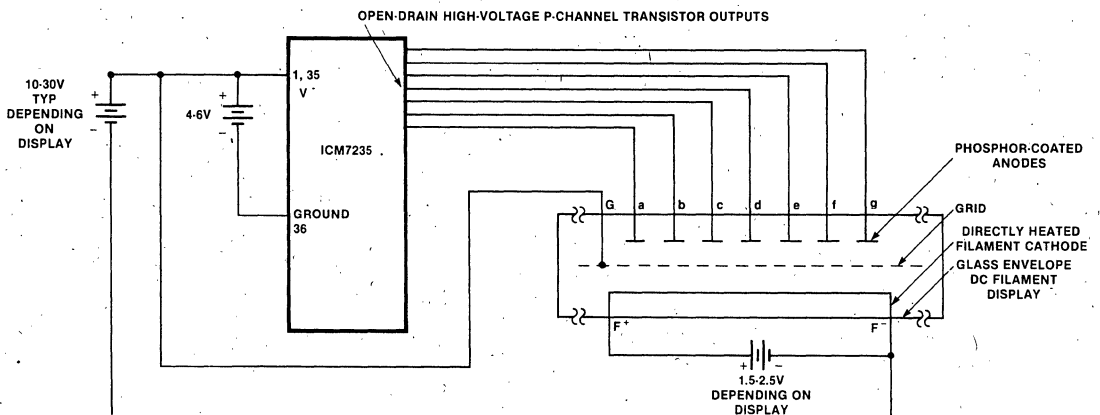 OPEN-DRAIN HIGH-VOLTAGE P-CHANNEL TRANSISTOR OUTPUTS
10-30V
TYP
DEPENDING
ON
DISPLAY
+
−
4-6V
+
−
1, 35
V
ICM7235
GROUND
36
PHOSPHOR-COATED
ANODES
G a b c d e f g
GRID
DIRECTLY HEATED
FILAMENT CATHODE
GLASS ENVELOPE
DC FILAMENT
DISPLAY
F+
F−
+ −
1.5-2.5V
DEPENDING ON
DISPLAY